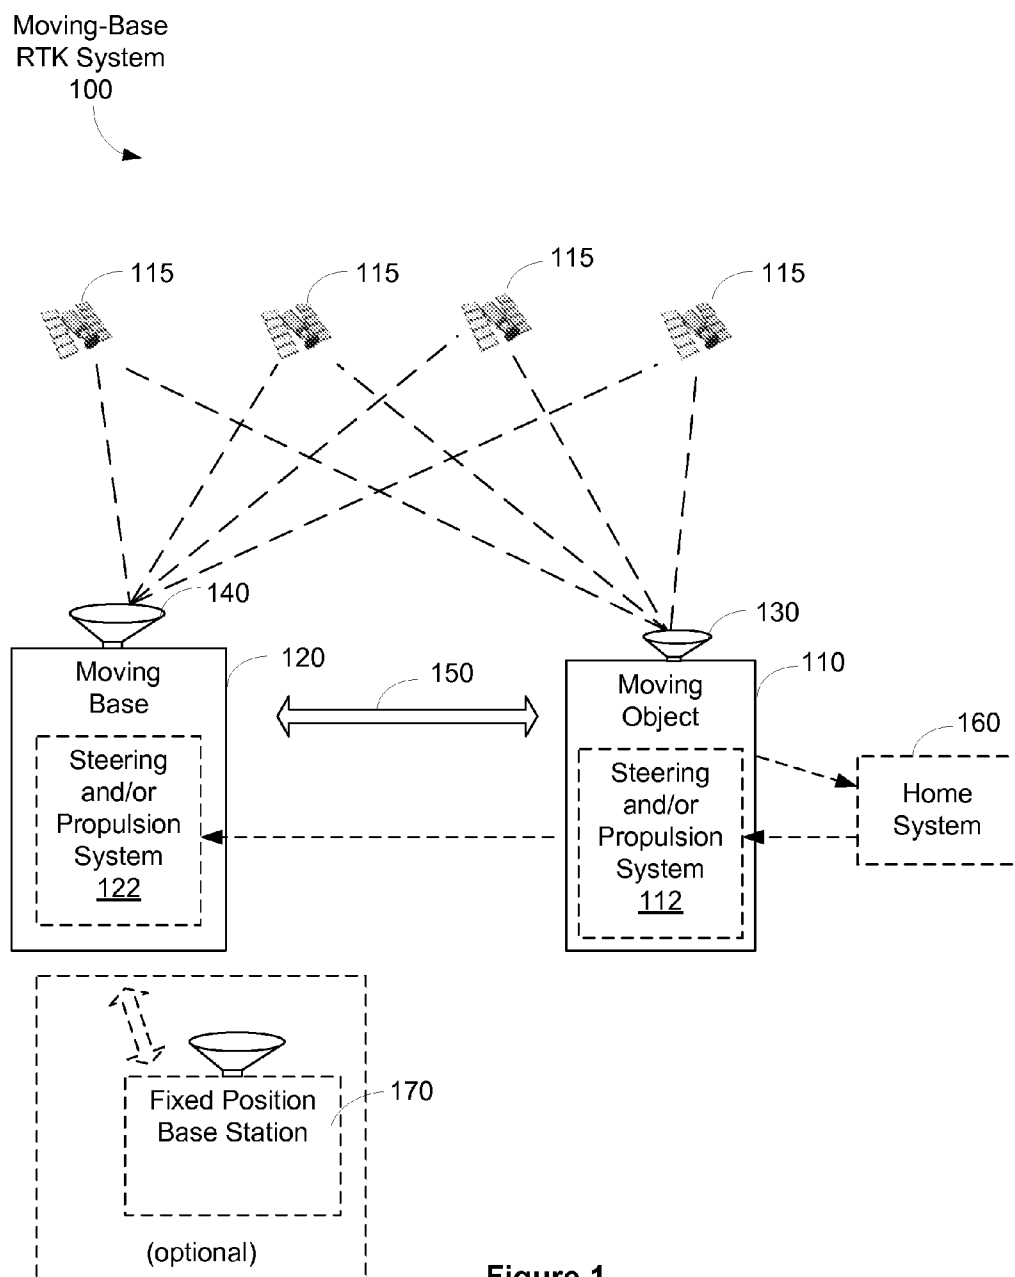 Moving-Base
RTK System
100
115
115
115
115
140
130
120
150
110
160
Moving
Base
Moving
Object
Steering
and/or
Propulsion
System
122
Steering
and/or
Propulsion
System
112
Home
System
170
Fixed Position
Base Station
(optional)
Figure 1